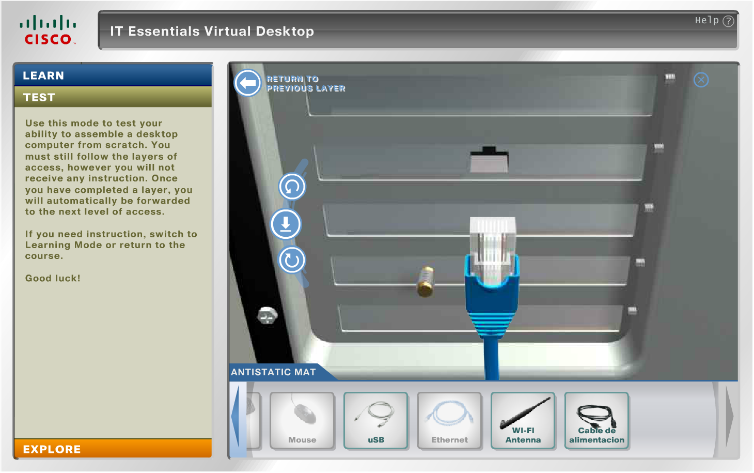 CISCO
IT Essentials Virtual Desktop
Help ?
LEARN
TEST
Use this mode to test your
ability to assemble a desktop
computer from scratch. You
must still follow the layers of
access, however you will not
receive any instruction. Once
you have completed a layer, you
will automatically be forwarded
to the next level of access.
If you need instruction, switch to
Learning Mode or return to the
course.
Good luck!
EXPLORE
RETURN TO
PREVIOUS LAYER
ANTISTATIC MAT
Mouse
uSB
Ethernet
WI-FI
Antenna
Cable de
alimentacion